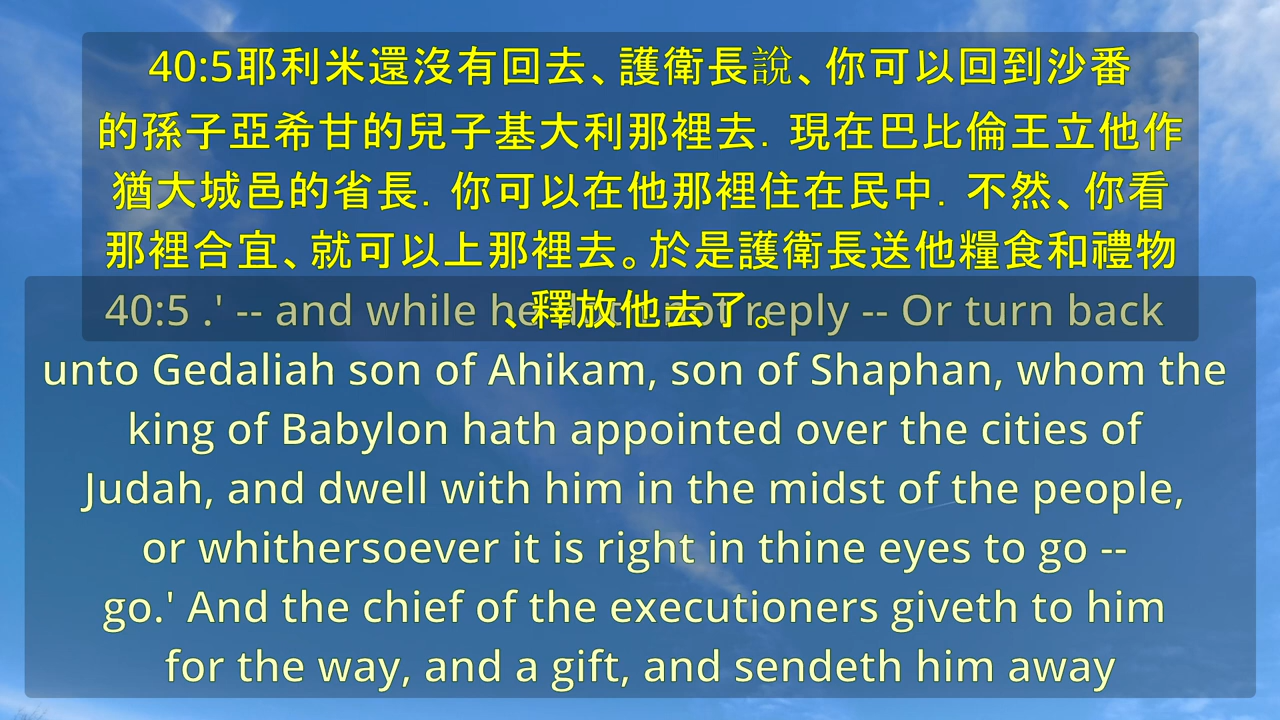 40:5耶利米還沒有回去、護衛長說、你可以回到沙番
的孫子亞希甘的兒子基大利那裡去．現在巴比倫王立他作
猶大城邑的省長．你可以在他那裡住在民中．不然、你看
那裡合宜、就可以上那裡去。於是護衛長送他糧食和禮物
、釋放他去了。
40:5 .' -- and while he doth not reply -- Or turn back
unto Gedaliah son of Ahikam, son of Shaphan, whom the
king of Babylon hath appointed over the cities of
Judah, and dwell with him in the midst of the people,
or whithersoever it is right in thine eyes to go --
go.' And the chief of the executioners giveth to him
for the way, and a gift, and sendeth him away